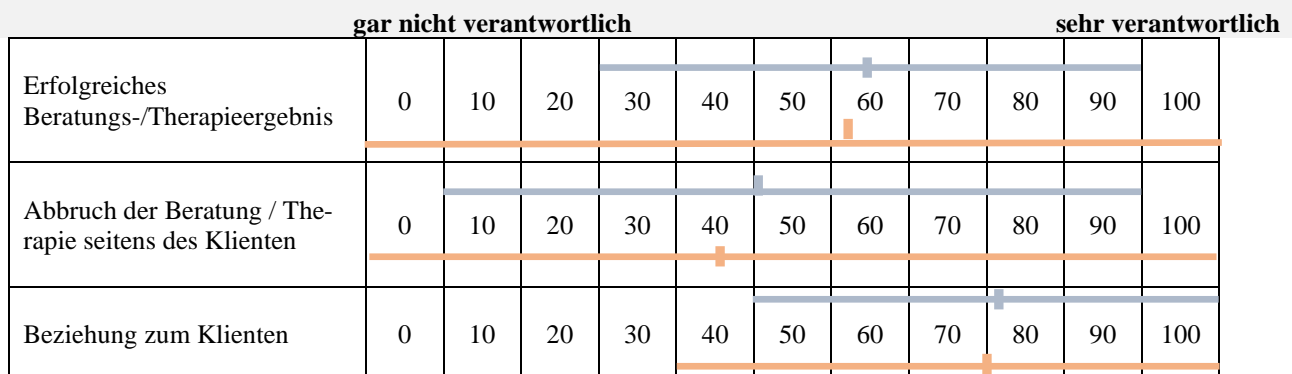 gar nicht verantwortlich sehr verantwortlich
Erfolgreiches
Beratungs-/Therapieergebnis 0 10 20 30 40 50 60 70 80 90 100
Abbruch der Beratung / The-
rapie seitens des Klienten 0 10 20 30 40 50 60 70 80 90 100
Beziehung zum Klienten 0 10 20 30 40 50 60 70 80 90 100